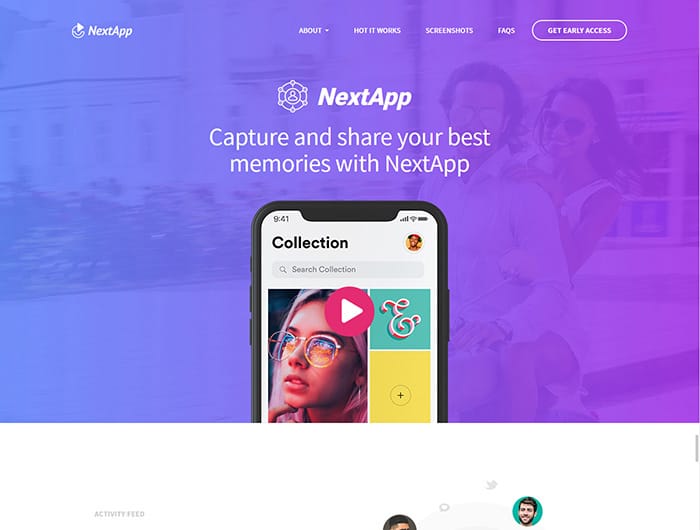 NextApp
ABOUT
HOT IT WORKS
SCREENSHOTS
FAQS
GET EARLY ACCESS
NextApp
Capture and share your best
memories with NextApp
9:41
Collection
Search Collection
&
+
ACTIVITY FEED